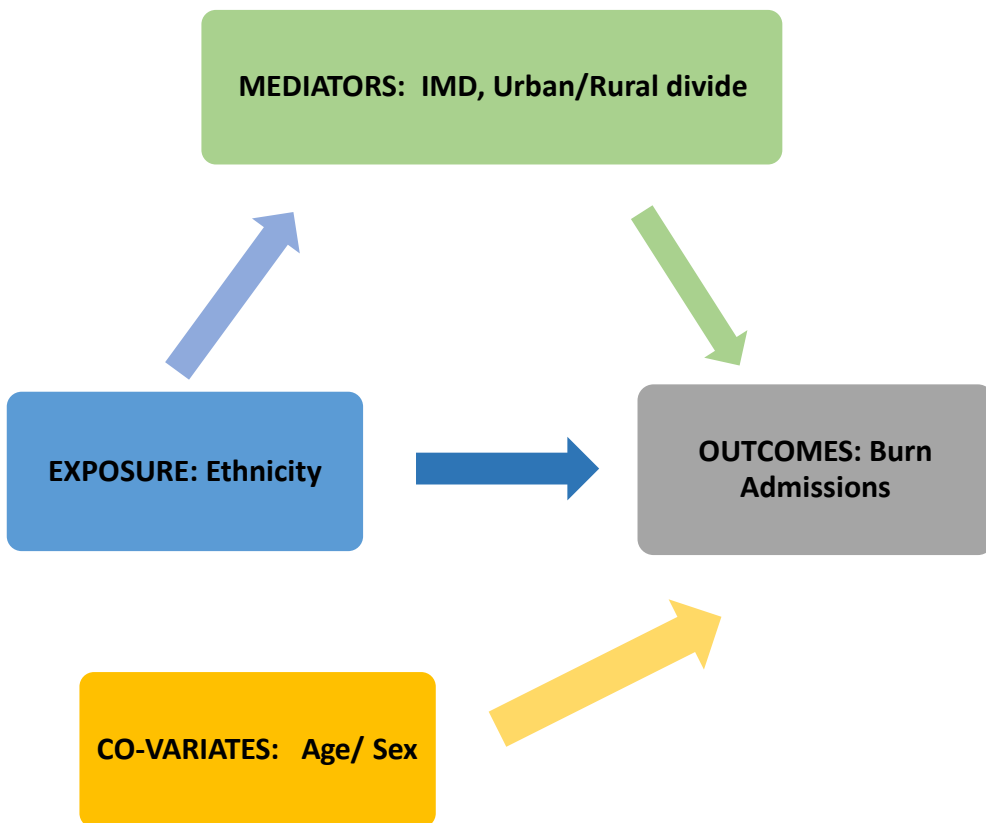 MEDIATORS:  IMD, Urban/Rural divide
EXPOSURE: Ethnicity
OUTCOMES: Burn
Admissions
CO-VARIATES:   Age/ Sex